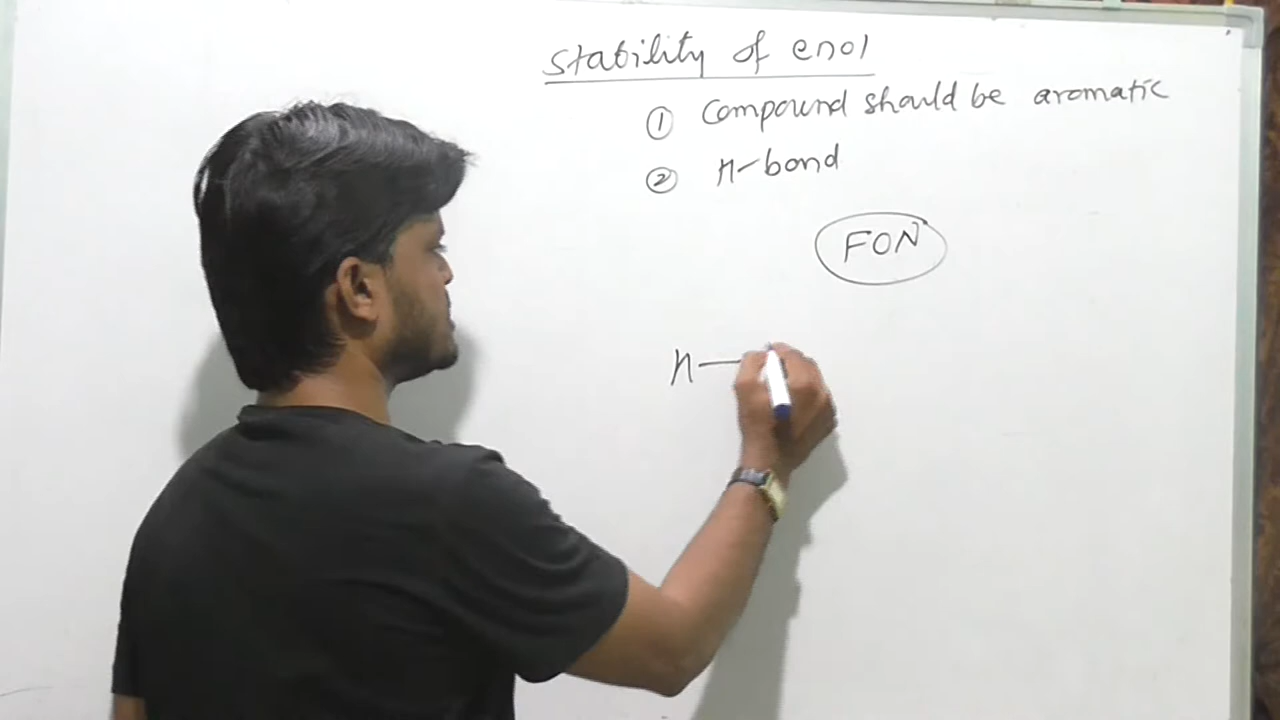 Stability of enol
① Compound should be aromatic
② H-bond
FON
H—